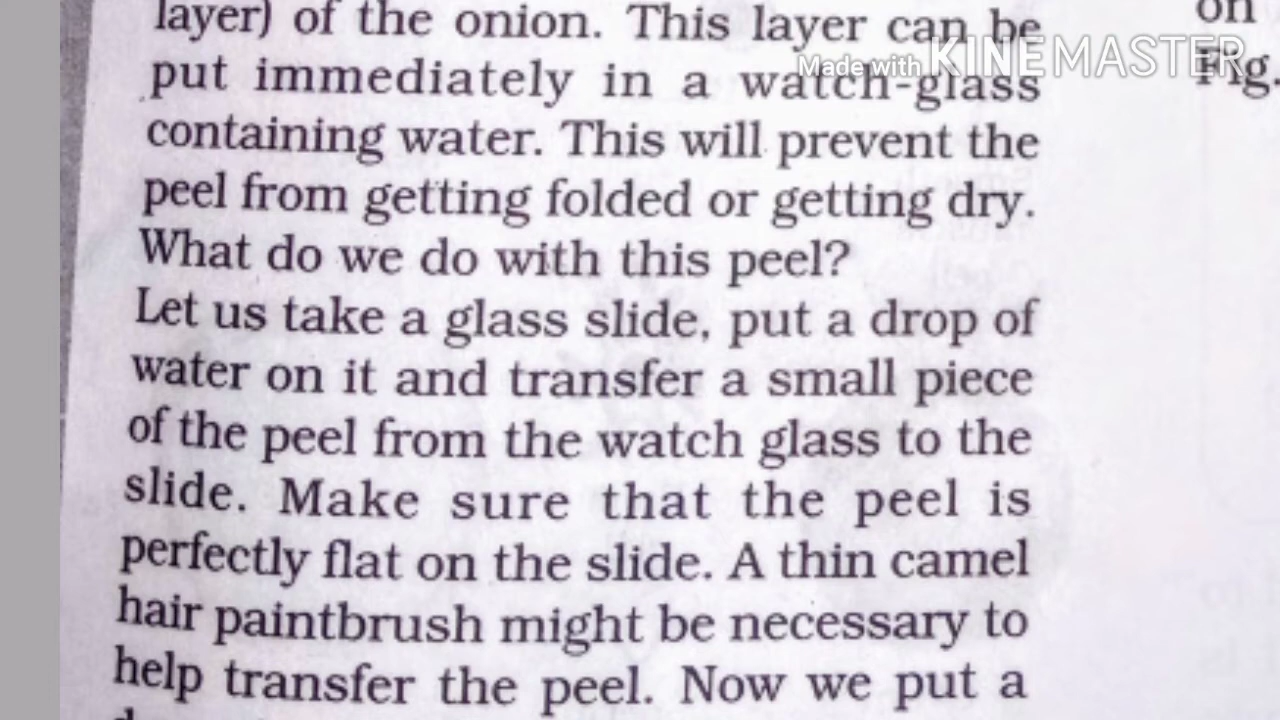 layer) of the onion. This layer can be
put immediately in a watch-glass
containing water. This will prevent the
peel from getting folded or getting dry.
What do we do with this peel?
Let us take a glass slide, put a drop of
water on it and transfer a small piece
of the peel from the watch glass to the
slide. Make sure that the peel is
perfectly flat on the slide. A thin camel
hair paintbrush might be necessary to
help transfer the peel. Now we put a
on
Fig.
Made with KINEMASTER